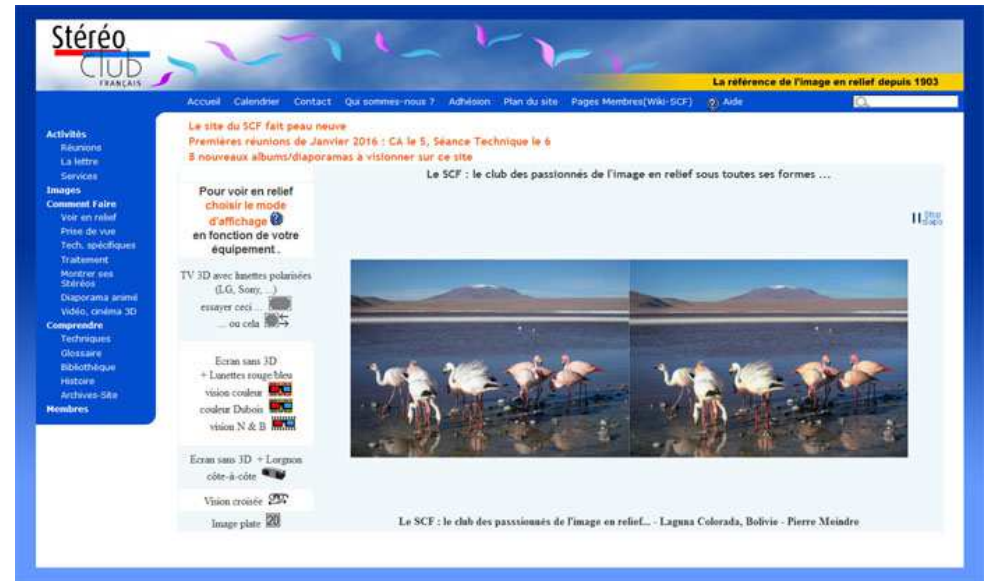 Stéréo
CLUB
FRANÇAIS
La référence de l'image en relief depuis 1903
Accueil Calendrier Contact Qui sommes-nous ? Adhésion Plan du site Pages Membres(Wiki-SCF) Aide
Activités
Réunions
La lettre
Services
Images
Comment Faire
Voir en relief
Prise de vue
Tech. spécifiques
Traitement
Montrer ses
Stéréos
Diaporama animé
Vidéo, cinéma 3D
Comprendre
Techniques
Glossaire
Bibliothèque
Histoire
Archives-Site
Membres
Le site du SCF fait peau neuve
Premières réunions de Janvier 2016 : CA le 5, Séance Technique le 6
8 nouveaux albums/diaporamas à visionner sur ce site
Le SCF : le club des passionnés de l'image en relief sous toutes ses formes ...
Pour voir en relief
choisir le mode
d'affichage
en fonction de votre
équipement .
TV 3D avec lunettes polarisées
(LG, Sony, ...)
essayer ceci ...
... ou cela
Ecran sans 3D
+ Lunettes rouge/bleu
vision couleur
couleur Dubois
vision N & B
Ecran sans 3D + Lorgnon
côte-à-côte
Vision croisée
Image plate 2D
Stop
diapo
Le SCF : le club des passsionnés de l'image en relief... - Laguna Colorada, Bolivie - Pierre Meindre